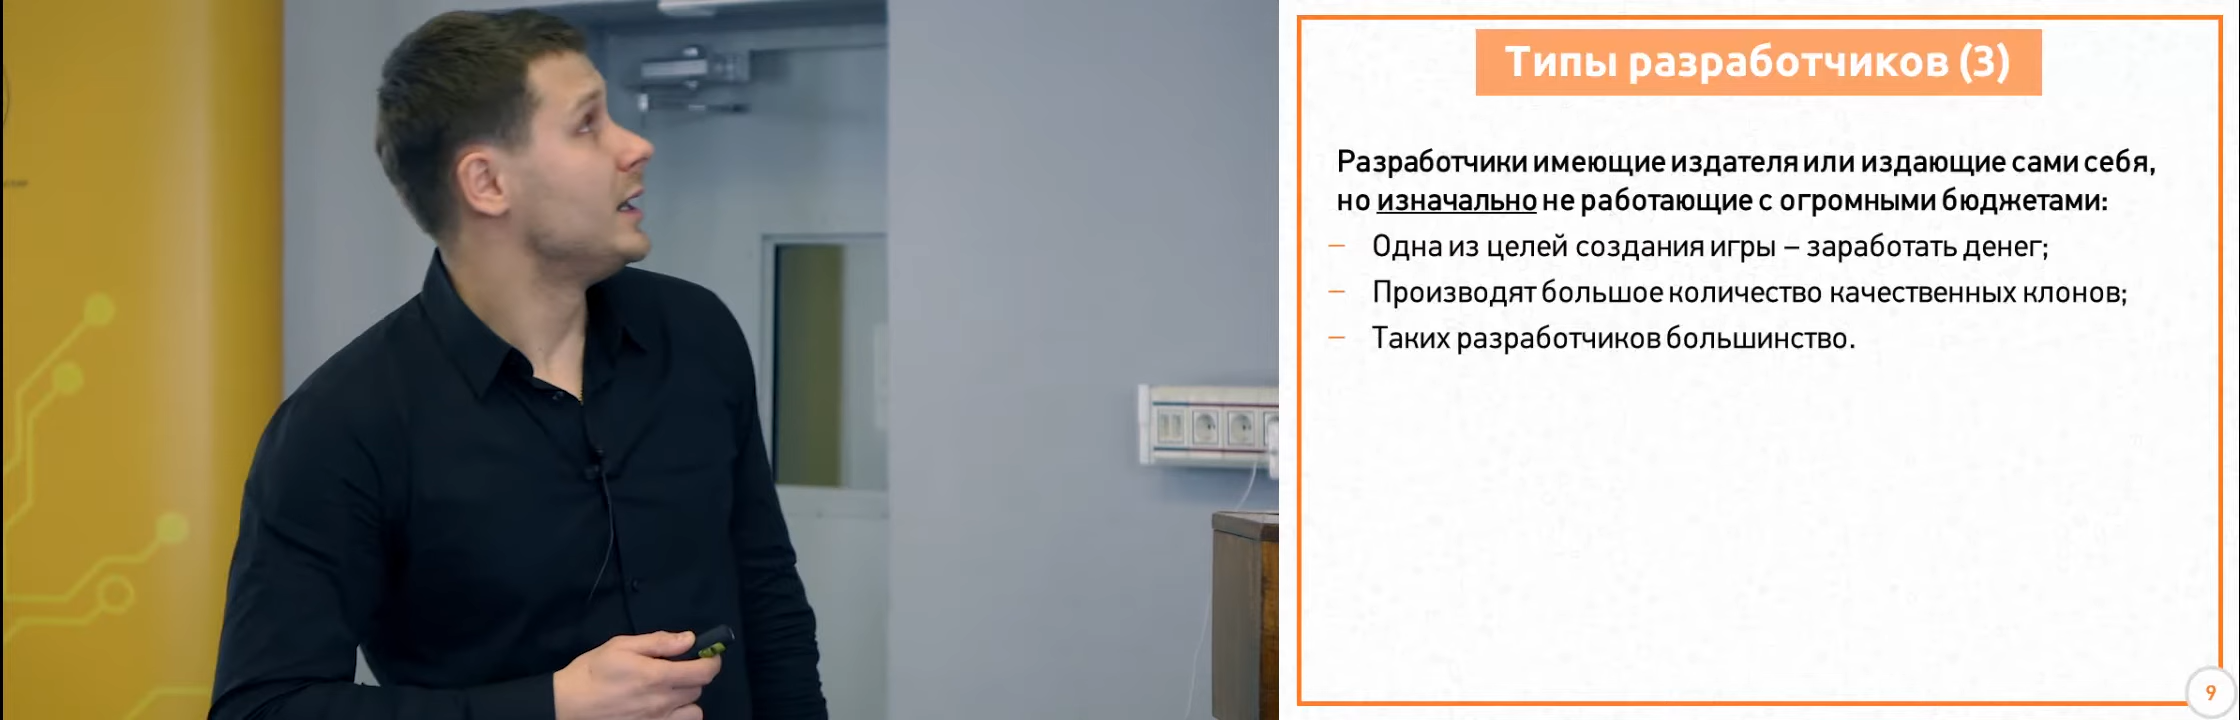 Типы разработчиков (3)
Разработчики имеющие издателя или издающие сами себя,
но изначально не работающие с огромными бюджетами:
– Одна из целей создания игры – заработать денег;
– Производят большое количество качественных клонов;
– Таких разработчиков большинство.
9